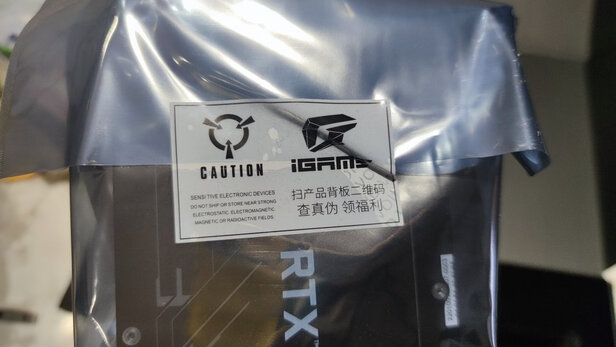 CAUTION
SENSITIVE ELECTRONIC DEVICES
DO NOT SHIP OR STORE NEAR STRONG
ELECTROSTATIC, ELECTROMAGNETIC
MAGNETIC OR RADIOACTIVE FIELDS
iGAME
扫产品背板二维码
查真伪 领福利
RTX